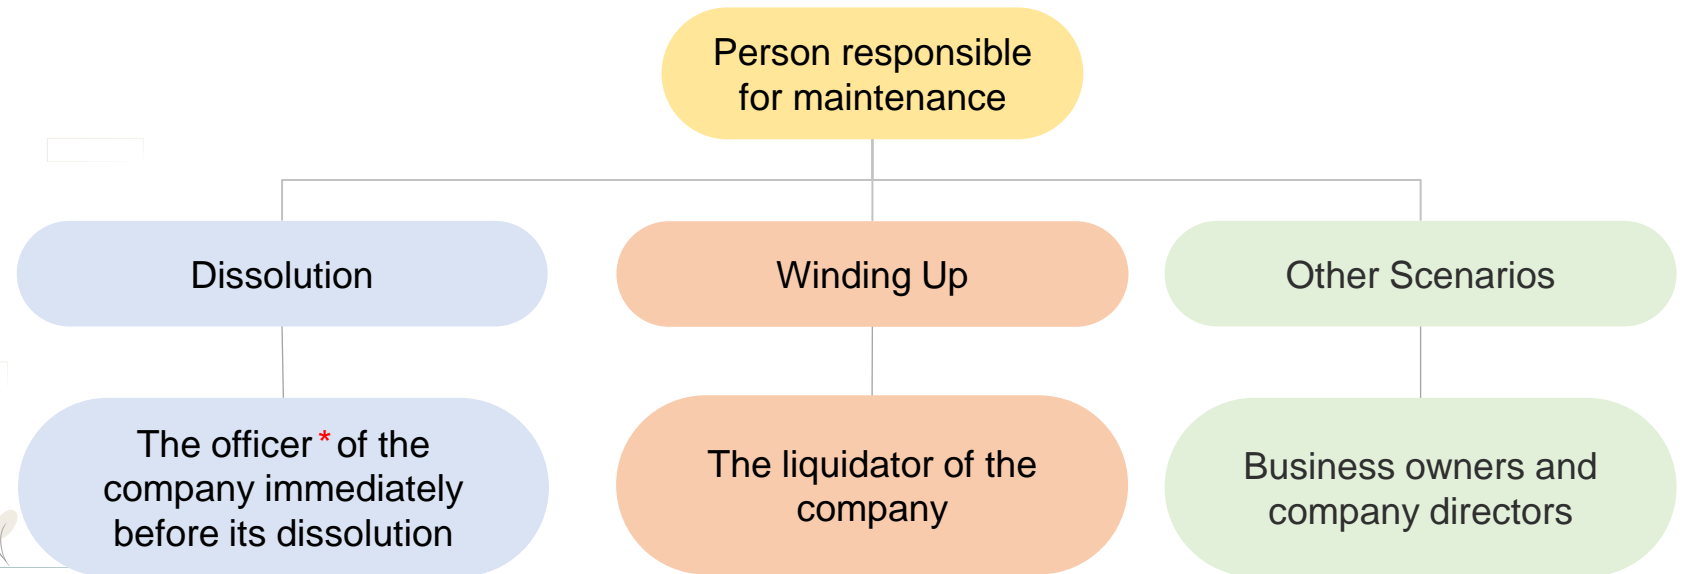 Person responsible
for maintenance
Dissolution
Winding Up
Other Scenarios
The officer* of the
company immediately
before its dissolution
The liquidator of the
company
Business owners and
company directors